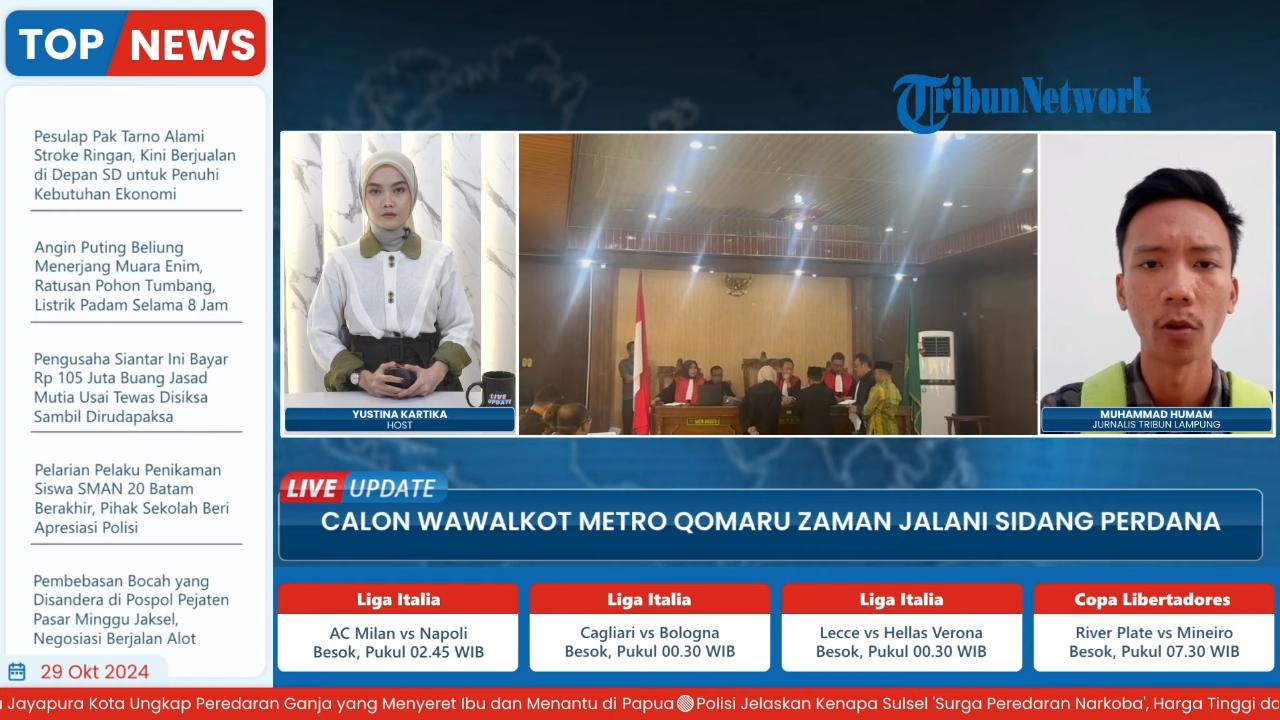 TOP NEWS
Pesulap Pak Tarno Alami
Stroke Ringan, Kini Berjualan
di Depan SD untuk Penuhi
Kebutuhan Ekonomi
Angin Puting Beliung
Menerjang Muara Enim,
Ratusan Pohon Tumbang,
Listrik Padam Selama 8 Jam
Pengusaha Siantar Ini Bayar
Rp 105 Juta Buang Jasad
Mutia Usai Tewas Disiksa
Sambil Dirudapaksa
Pelarian Pelaku Penikaman
Siswa SMAN 20 Batam
Berakhir, Pihak Sekolah Beri
Apresiasi Polisi
Pembebasan Bocah yang
Disandera di Pospol Pejaten
Pasar Minggu Jaksel,
Negosiasi Berjalan Alot
29 Okt 2024
TribunNetwork
LIVE
UPDATE
YUSTINA KARTIKA
HOST
MUHAMMAD HUMAM
JURNALIS TRIBUN LAMPUNG
LIVE UPDATE
CALON WAWALKOT METRO QOMARU ZAMAN JALANI SIDANG PERDANA
Liga Italia
AC Milan vs Napoli
Besok, Pukul 02.45 WIB
Liga Italia
Cagliari vs Bologna
Besok, Pukul 00.30 WIB
Liga Italia
Lecce vs Hellas Verona
Besok, Pukul 00.30 WIB
Copa Libertadores
River Plate vs Mineiro
Besok, Pukul 07.30 WIB
Jayapura Kota Ungkap Peredaran Ganja yang Menyeret Ibu dan Menantu di Papua Polisi Jelaskan Kenapa Sulsel 'Surga Peredaran Narkoba', Harga Tinggi